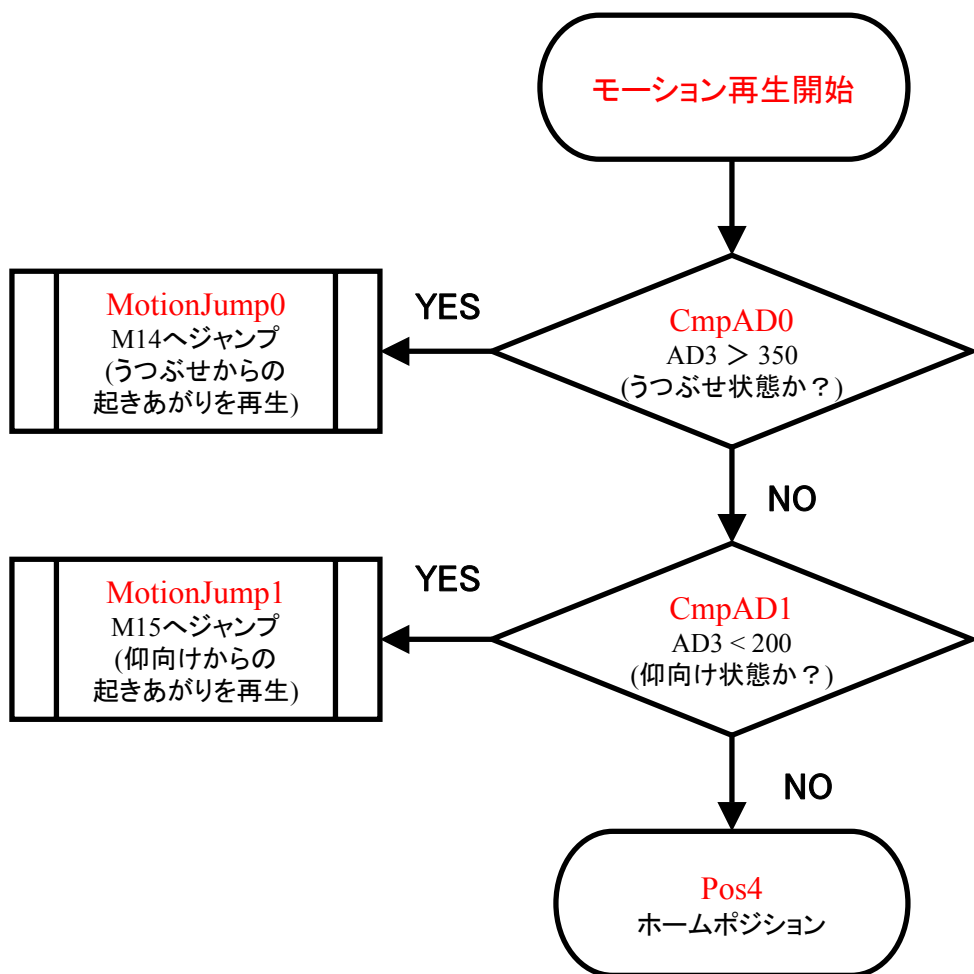 モーション再生開始
YES
MotionJump0
M14へジャンプ
(うつぶせからの
起きあがりを再生)
CmpAD0
AD3 ＞ 350
(うつぶせ状態か？)
NO
YES
MotionJump1
M15へジャンプ
(仰向けからの
起きあがりを再生)
CmpAD1
AD3 < 200
(仰向け状態か？)
NO
Pos4
ホームポジション